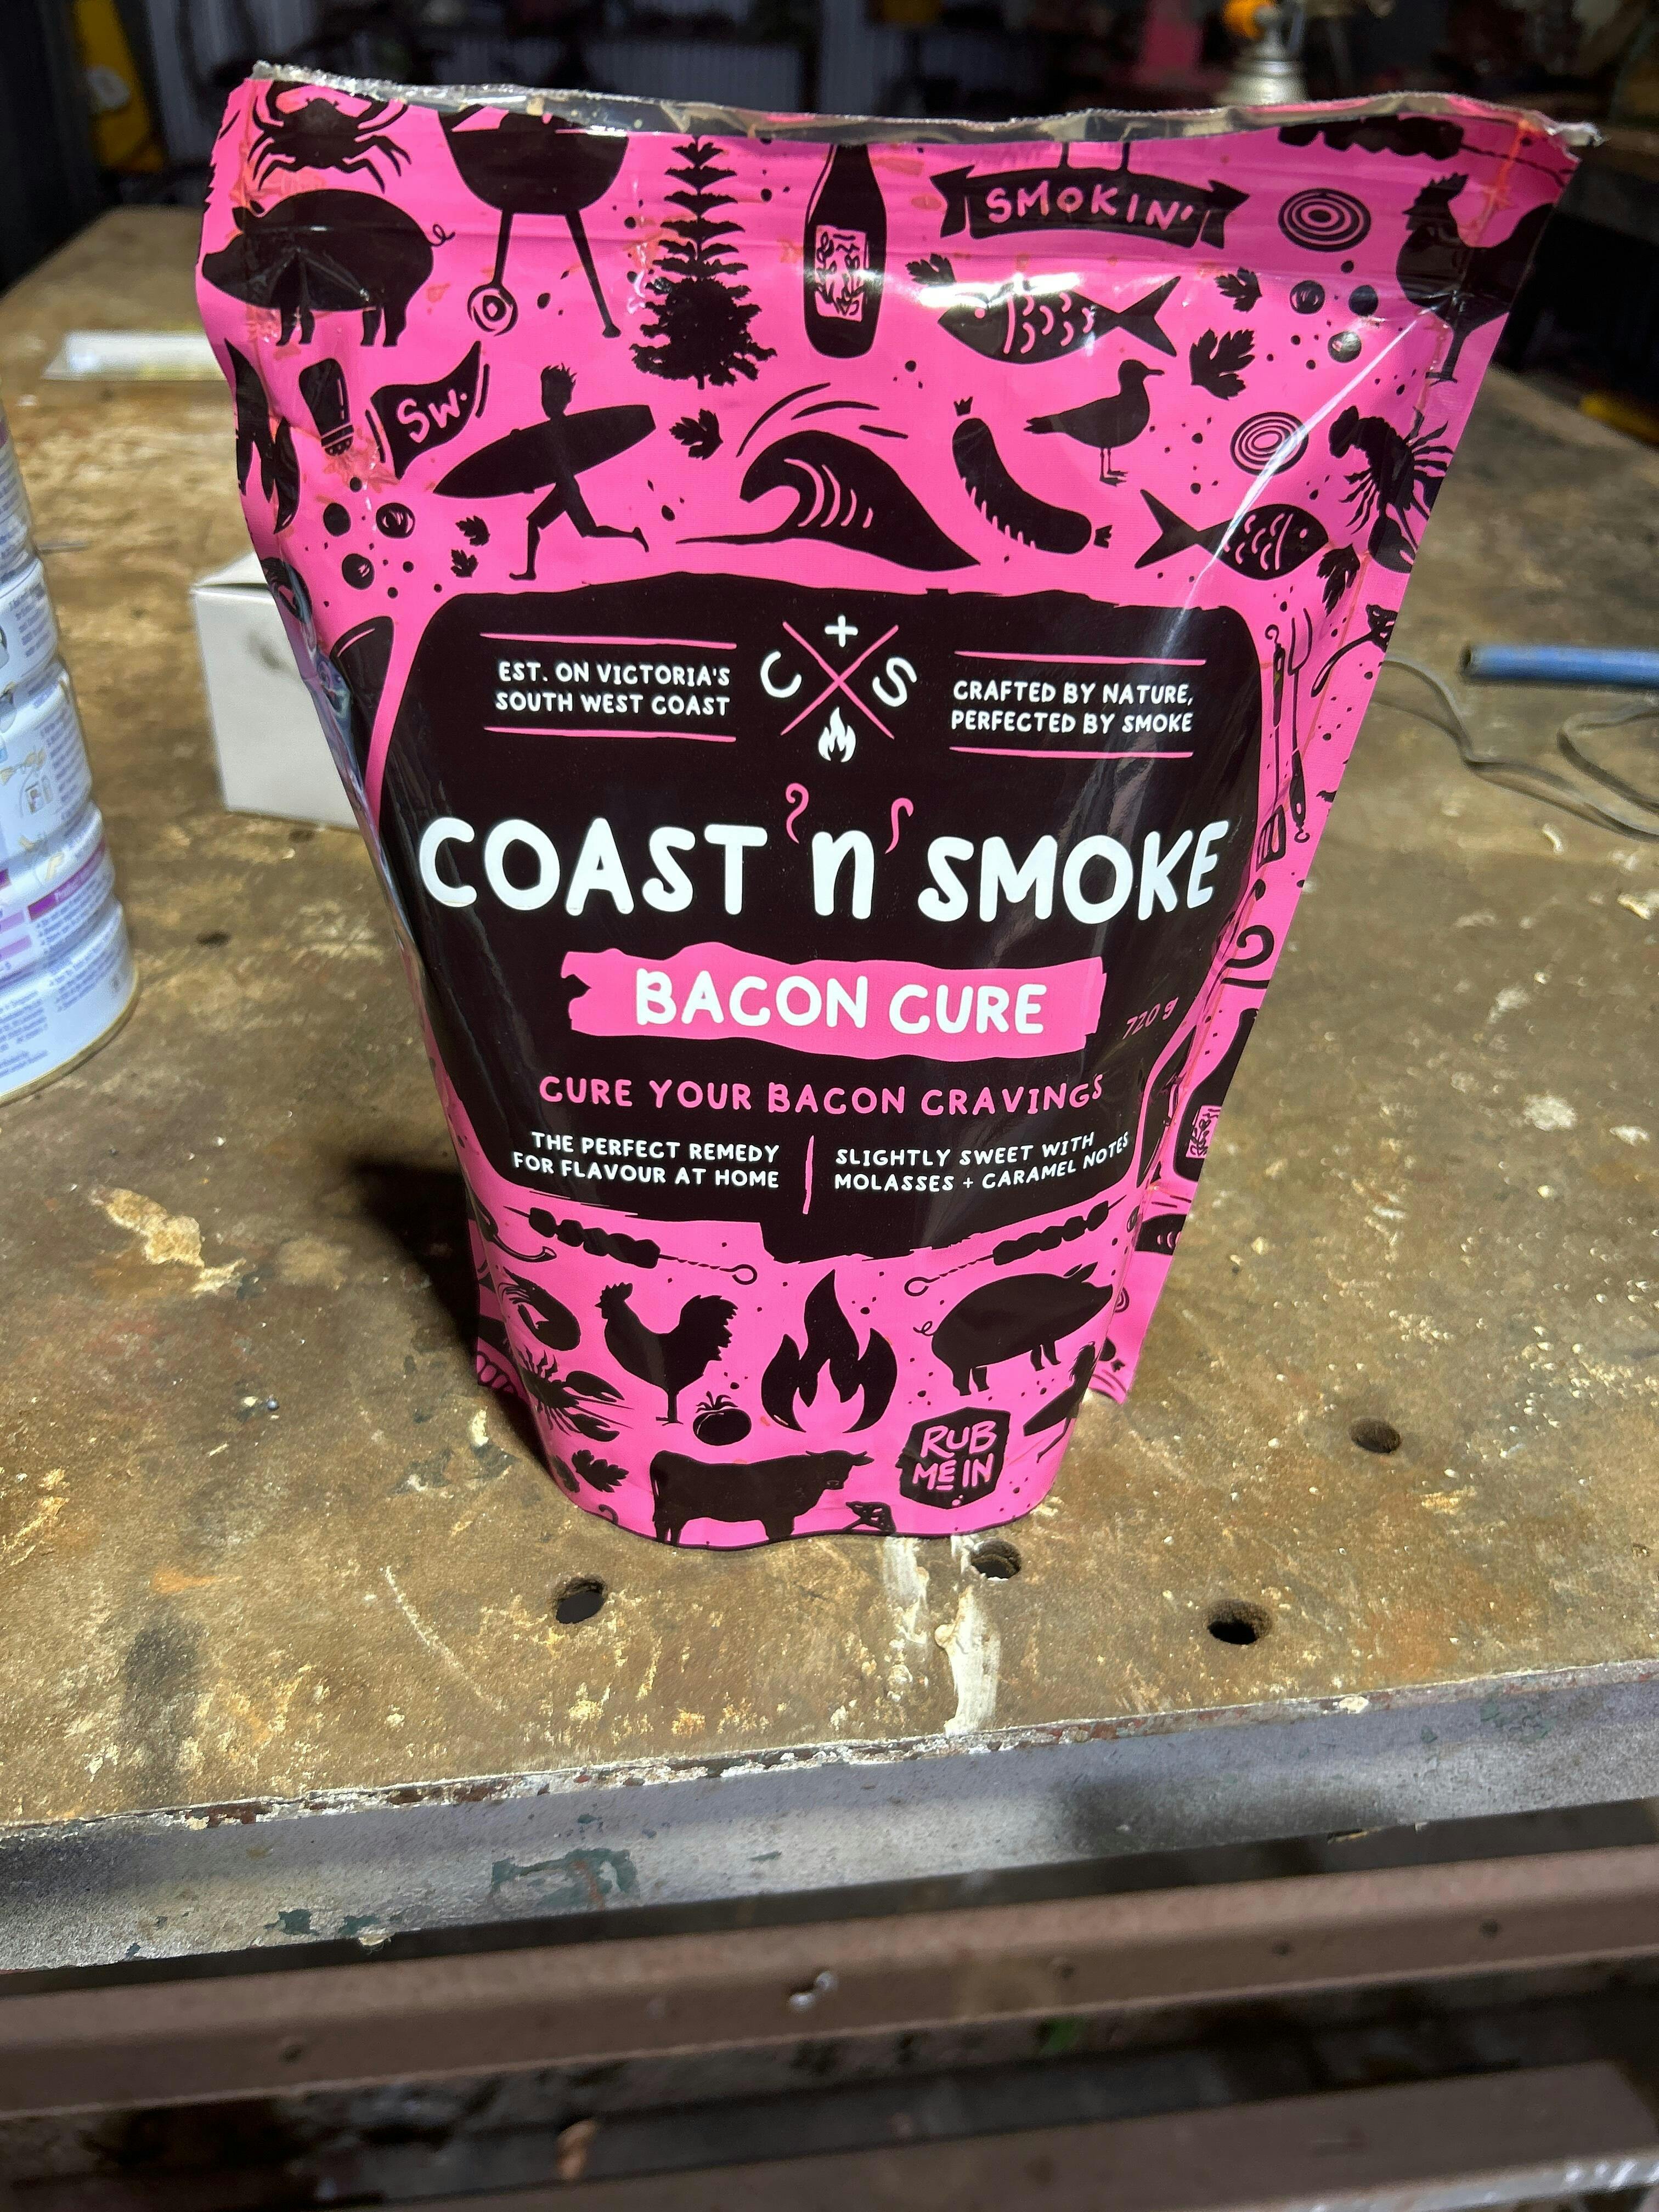 SMOKIN'
SW.
EST. ON VICTORIA'S
SOUTH WEST COAST
C + S
CRAFTED BY NATURE,
PERFECTED BY SMOKE
COAST 'n' SMOKE
BACON CURE
720 g
CURE YOUR BACON CRAVINGS
THE PERFECT REMEDY
FOR FLAVOUR AT HOME
SLIGHTLY SWEET WITH
MOLASSES + CARAMEL NOTES
RUB
ME IN